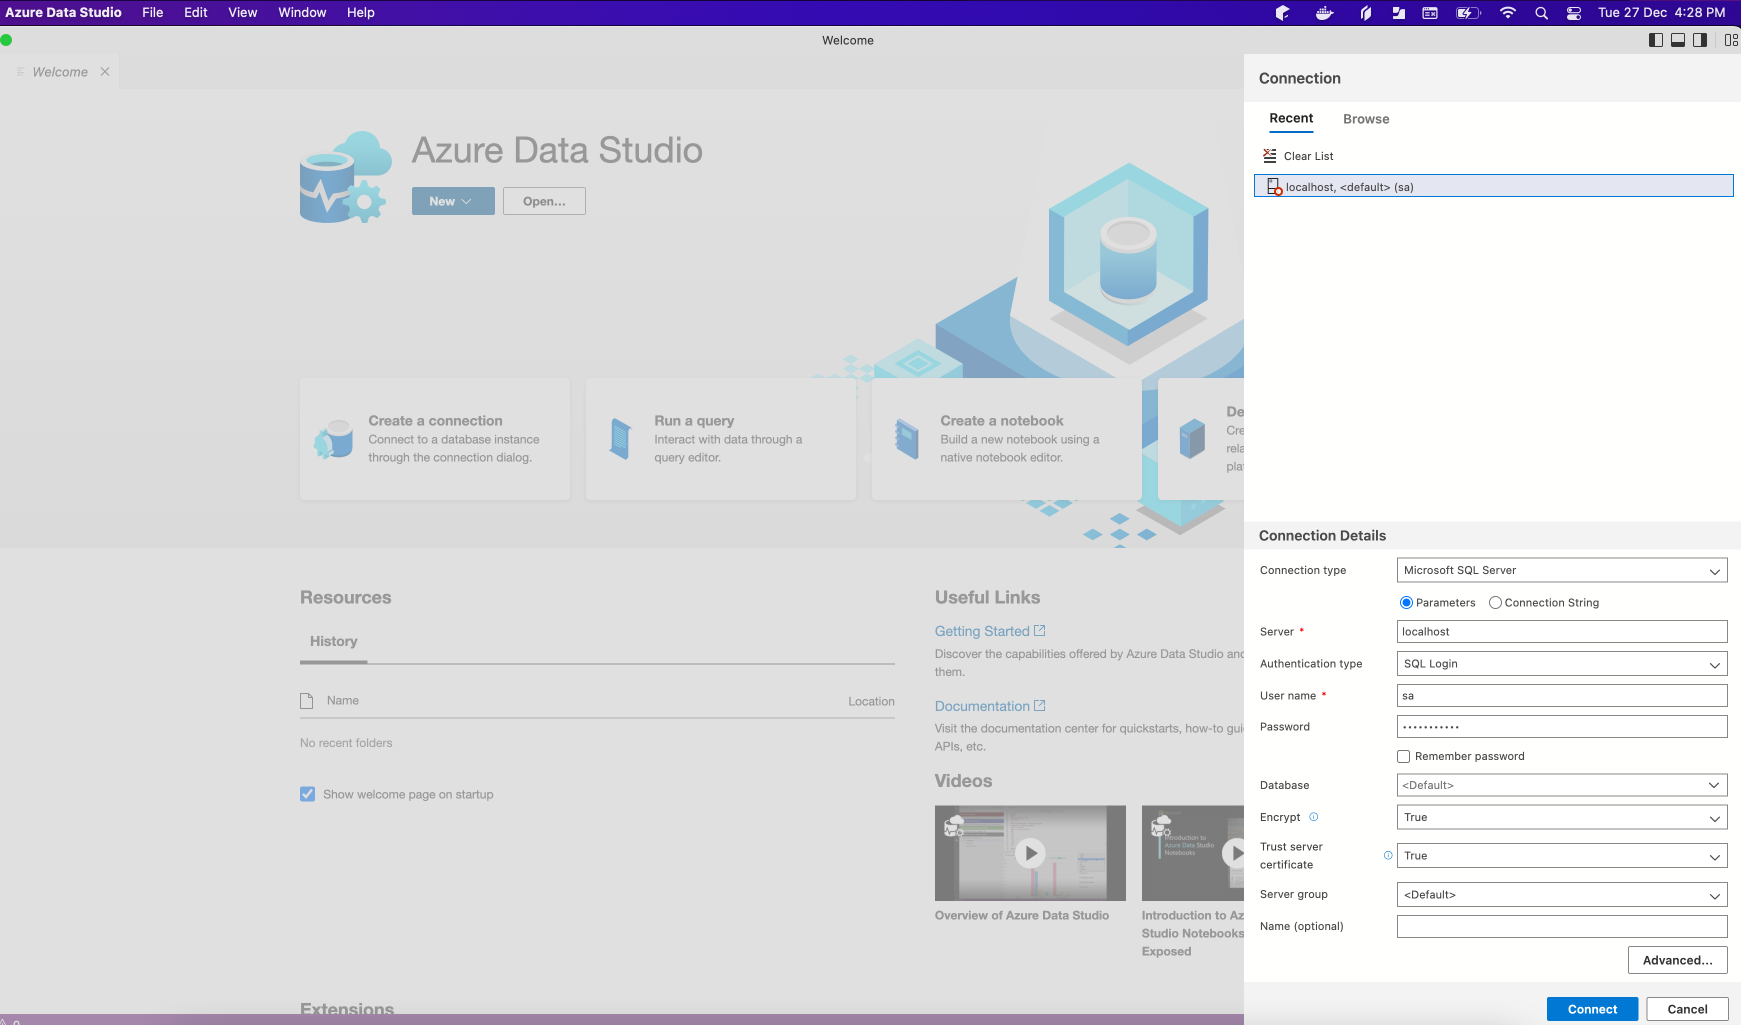 Azure Data Studio File Edit View Window Help Tue 27 Dec 4:28 PM
Welcome
Welcome
Azure Data Studio
New
Open...
Create a connection
Connect to a database instance
through the connection dialog.
Run a query
Interact with data through a
query editor.
Create a notebook
Build a new notebook using a
native notebook editor.
De
Cre
rela
pla
Resources
History
Name Location
No recent folders
Show welcome page on startup
Useful Links
Getting Started
Discover the capabilities offered by Azure Data Studio and
them.
Documentation
Visit the documentation center for quickstarts, how-to gui
APIs, etc.
Videos
Introduction to
Azure Data Studio
Notebooks
Overview of Azure Data Studio
Introduction to Az
Studio Notebooks
Exposed
Extensions
Connection
Recent Browse
Clear List
localhost, <default> (sa)
Connection Details
Connection type Microsoft SQL Server
Parameters Connection String
Server * localhost
Authentication type SQL Login
User name * sa
Password •••••••••••
Remember password
Database <Default>
Encrypt True
Trust server
certificate True
Server group <Default>
Name (optional)
Advanced...
Connect Cancel